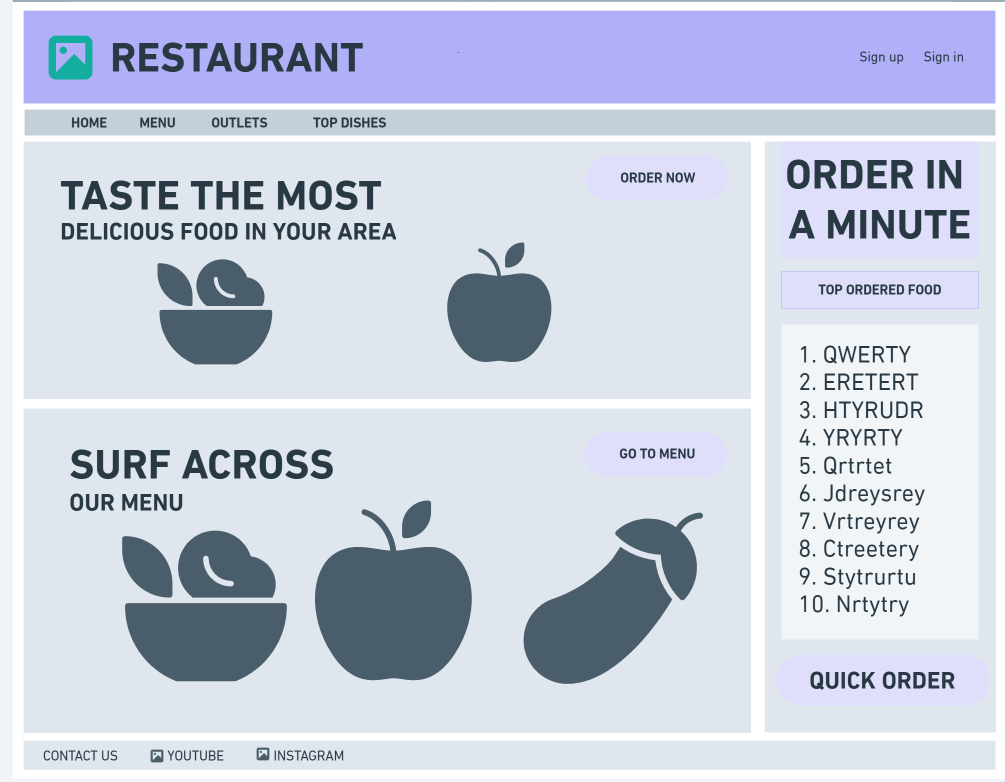 RESTAURANT
Sign up
Sign in
HOME
MENU
OUTLETS
TOP DISHES
TASTE THE MOST
DELICIOUS FOOD IN YOUR AREA
ORDER NOW
SURF ACROSS
OUR MENU
GO TO MENU
ORDER IN
A MINUTE
TOP ORDERED FOOD
1. QWERTY
2. ERETERT
3. HTYRUDR
4. YRYRTY
5. Qrtrtet
6. Jdreysrey
7. Vrtreyrey
8. Ctreetery
9. Stytrurtu
10. Nrtytry
QUICK ORDER
CONTACT US
YOUTUBE
INSTAGRAM